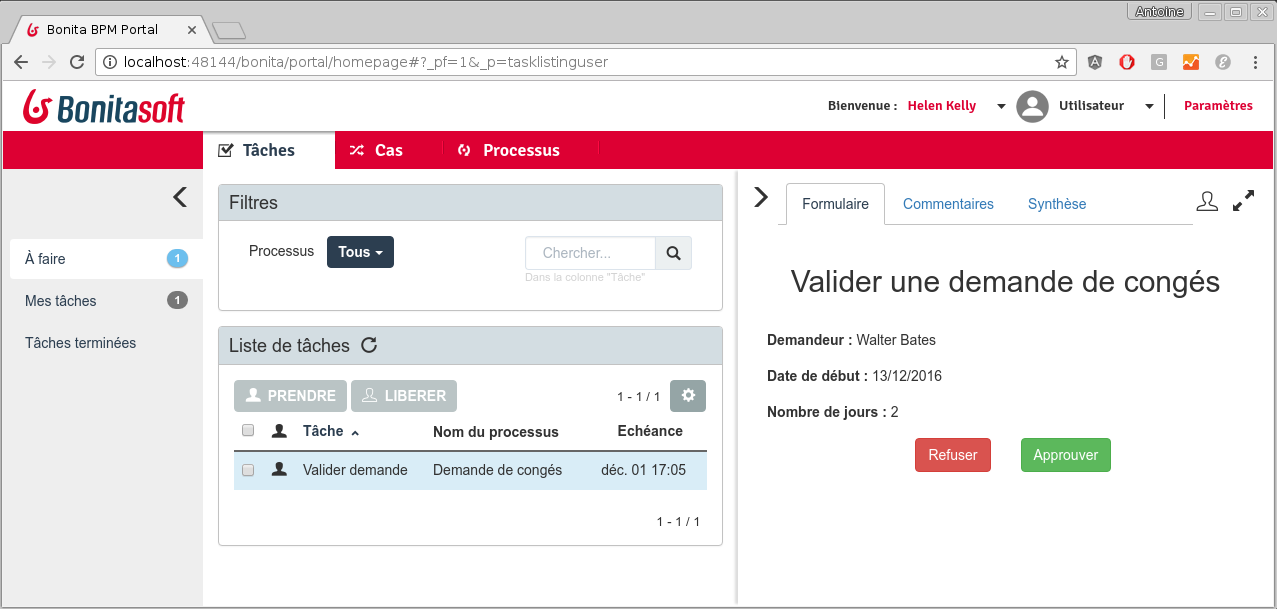 Antoine
Bonita BPM Portal
localhost:48144/bonita/portal/homepage#?_pf=1&_p=tasklistinguser
Bonitasoft
Bienvenue : Helen Kelly
Utilisateur
Paramètres
Tâches
Cas
Processus
À faire 1
Mes tâches 1
Tâches terminées
Filtres
Processus Tous
Chercher...
Dans la colonne "Tâche"
Liste de tâches
PRENDRE LIBERER 1 - 1 / 1
Tâche Nom du processus Echéance
Valider demande Demande de congés déc. 01 17:05
1 - 1 / 1
Formulaire Commentaires Synthèse
Valider une demande de congés
Demandeur : Walter Bates
Date de début : 13/12/2016
Nombre de jours : 2
Refuser Approuver